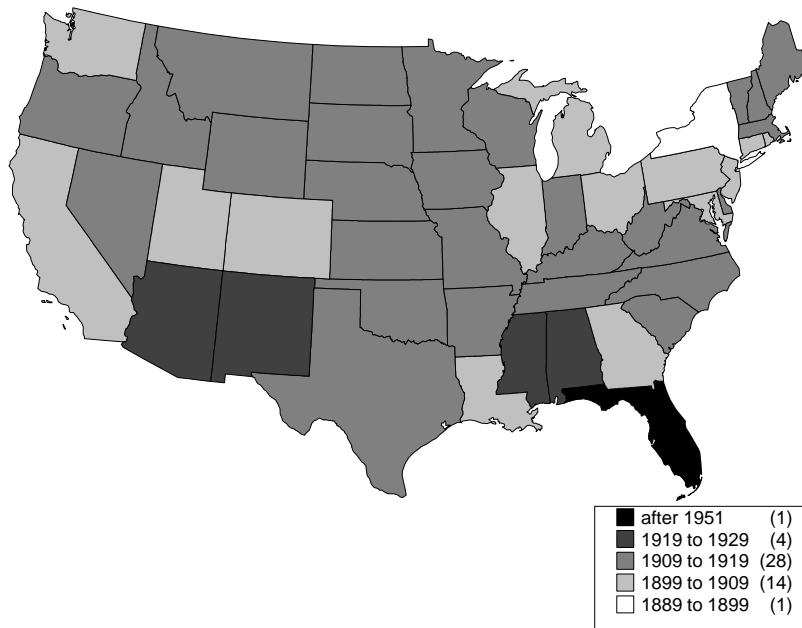 after 1951 (1)
1919 to 1929 (4)
1909 to 1919 (28)
1899 to 1909 (14)
1889 to 1899 (1)